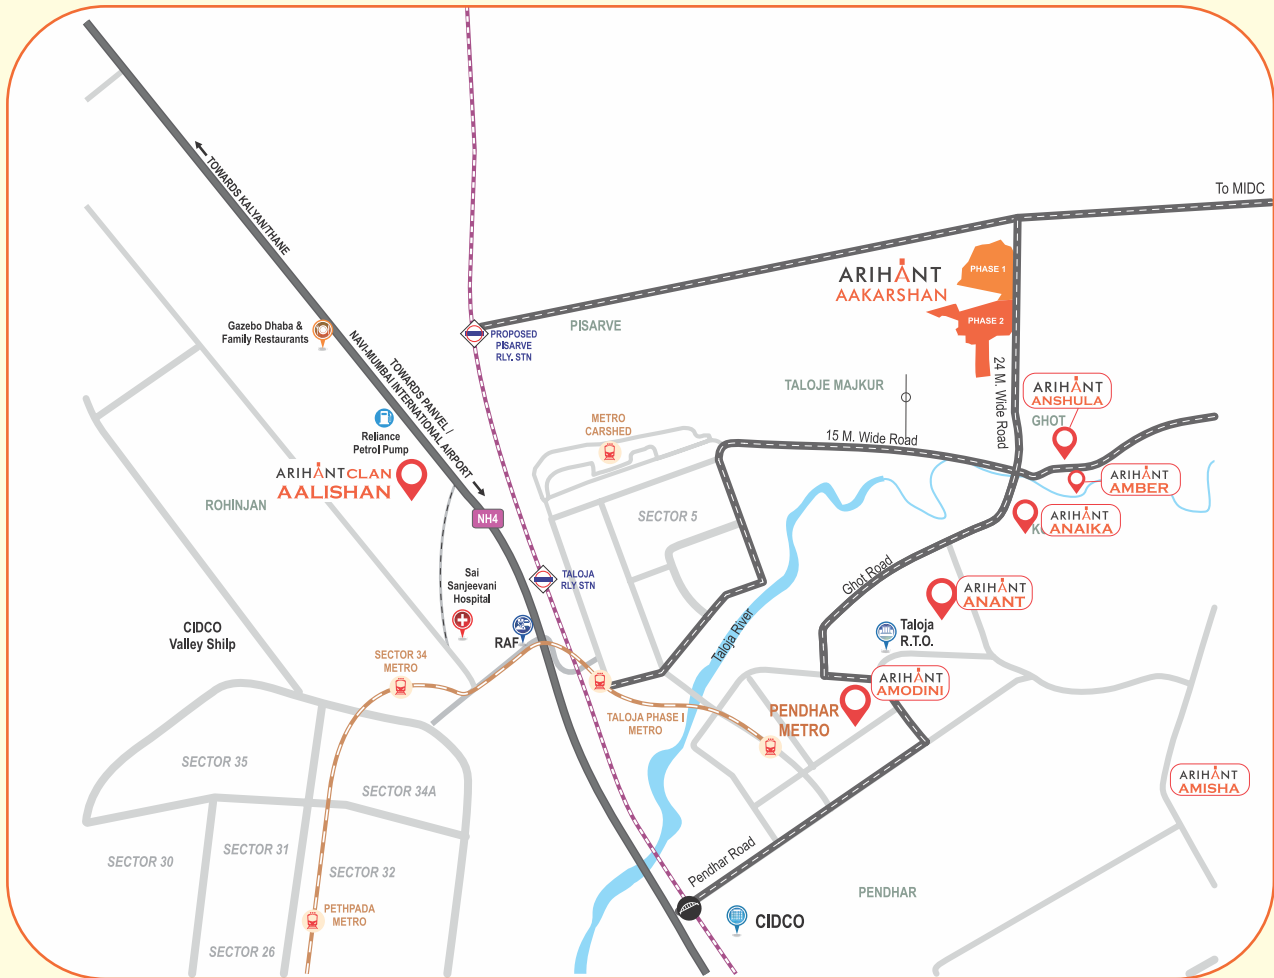 To MIDC
TOWARDS KALYAN/THANE
ARIHANT
AAKARSHAN
PHASE 1
PHASE 2
Gazebo Dhaba &
Family Restaurants
PROPOSED
PISARVE
RLY. STN
PISARVE
TOWARDS PANVEL /
NAVI-MUMBAI INTERNATIONAL AIRPORT
24 M. Wide Road
TALOJE MAJKUR
ARIHANT
ANSHULA
GHOT
METRO
CARSHED
Reliance
Petrol Pump
15 M. Wide Road
ARIHANT CLAN
AALISHAN
ARIHANT
AMBER
ROHINJAN
NH4
SECTOR 5
ARIHANT
ANAIKA
Sai
Sanjeevani
Hospital
TALOJA
RLY STN
Ghot Road
ARIHANT
ANANT
CIDCO
Valley Shilp
RAF
Taloja River
Taloja
R.T.O.
SECTOR 34
METRO
ARIHANT
AMODINI
TALOJA PHASE I
METRO
PENDHAR
METRO
SECTOR 35
SECTOR 34A
ARIHANT
AMISHA
SECTOR 30
SECTOR 31
SECTOR 32
Pendhar Road
PENDHAR
PETHPADA
METRO
CIDCO
SECTOR 26